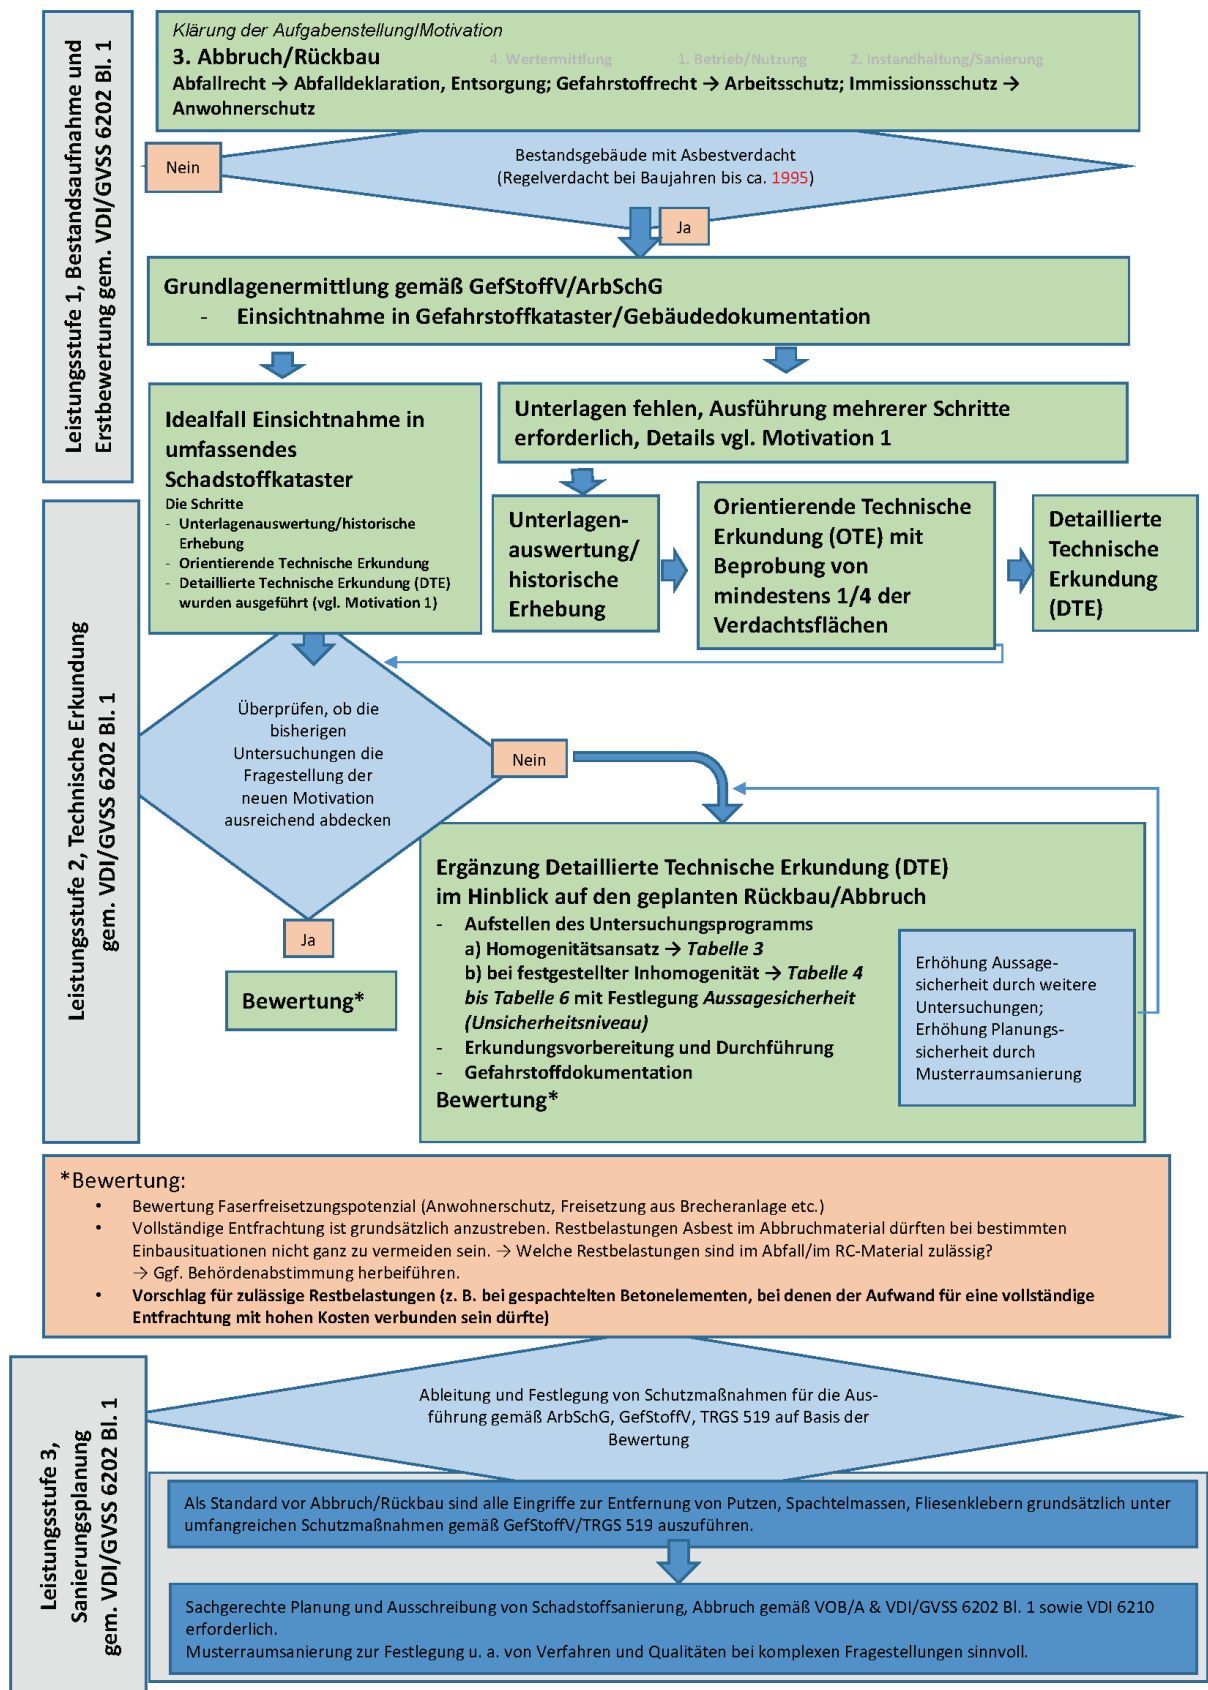 Leistungsstufe 1, Bestandsaufnahme und
Erstbewertung gem. VDI/GVSS 6202 Bl. 1
Klärung der Aufgabenstellung/Motivation
3. Abbruch/Rückbau
4. Wertermittlung
1. Betrieb/Nutzung
2. Instandhaltung/Sanierung
Abfallrecht → Abfalldeklaration, Entsorgung; Gefahrstoffrecht → Arbeitsschutz; Immissionsschutz →
Anwohnerschutz
Nein
Bestandsgebäude mit Asbestverdacht
(Regelverdacht bei Baujahren bis ca. 1995)
Ja
Grundlagenermittlung gemäß GefStoffV/ArbSchG
- Einsichtnahme in Gefahrstoffkataster/Gebäudedokumentation
Idealfall Einsichtnahme in
umfassendes
Schadstoffkataster
Die Schritte
- Unterlagenauswertung/historische
Erhebung
- Orientierende Technische Erkundung
- Detaillierte Technische Erkundung (DTE)
wurden ausgeführt (vgl. Motivation 1)
Unterlagen fehlen, Ausführung mehrerer Schritte
erforderlich, Details vgl. Motivation 1
Unterlagen-
auswertung/
historische
Erhebung
Orientierende Technische
Erkundung (OTE) mit
Beprobung von
mindestens 1/4 der
Verdachtsflächen
Detaillierte
Technische
Erkundung
(DTE)
Leistungsstufe 2, Technische Erkundung
gem. VDI/GVSS 6202 Bl. 1
Überprüfen, ob die
bisherigen
Untersuchungen die
Fragestellung der
neuen Motivation
ausreichend abdecken
Nein
Ja
Bewertung*
Ergänzung Detaillierte Technische Erkundung (DTE)
im Hinblick auf den geplanten Rückbau/Abbruch
- Aufstellen des Untersuchungsprogramms
a) Homogenitätsansatz → Tabelle 3
b) bei festgestellter Inhomogenität → Tabelle 4
bis Tabelle 6 mit Festlegung Aussagesicherheit
(Unsicherheitsniveau)
- Erkundungsvorbereitung und Durchführung
- Gefahrstoffdokumentation
Bewertung*
Erhöhung Aussage-
sicherheit durch weitere
Untersuchungen;
Erhöhung Planungs-
sicherheit durch
Musterraumsanierung
*Bewertung:
• Bewertung Faserfreisetzungspotenzial (Anwohnerschutz, Freisetzung aus Brecheranlage etc.)
• Vollständige Entfrachtung ist grundsätzlich anzustreben. Restbelastungen Asbest im Abbruchmaterial dürften bei bestimmten
Einbausituationen nicht ganz zu vermeiden sein. → Welche Restbelastungen sind im Abfall/im RC-Material zulässig?
→ Ggf. Behördenabstimmung herbeiführen.
• Vorschlag für zulässige Restbelastungen (z. B. bei gespachtelten Betonelementen, bei denen der Aufwand für eine vollständige
Entfrachtung mit hohen Kosten verbunden sein dürfte)
Leistungsstufe 3,
Sanierungsplanung
gem. VDI/GVSS 6202 Bl. 1
Ableitung und Festlegung von Schutzmaßnahmen für die Aus-
führung gemäß ArbSchG, GefStoffV, TRGS 519 auf Basis der
Bewertung
Als Standard vor Abbruch/Rückbau sind alle Eingriffe zur Entfernung von Putzen, Spachtelmassen, Fliesenklebern grundsätzlich unter
umfangreichen Schutzmaßnahmen gemäß GefStoffV/TRGS 519 auszuführen.
Sachgerechte Planung und Ausschreibung von Schadstoffsanierung, Abbruch gemäß VOB/A & VDI/GVSS 6202 Bl. 1 sowie VDI 6210
erforderlich.
Musterraumsanierung zur Festlegung u. a. von Verfahren und Qualitäten bei komplexen Fragestellungen sinnvoll.